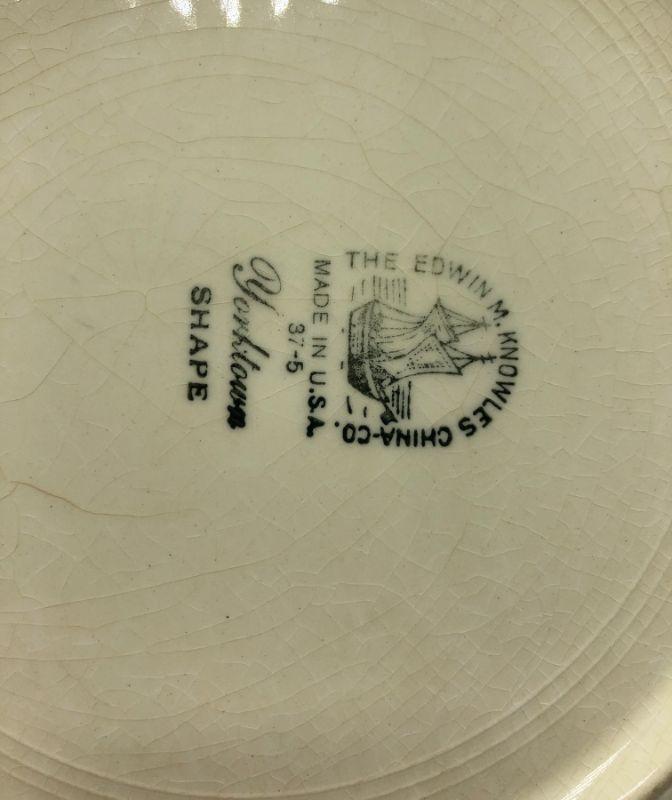 THE EDWIN M. KNOWLES CHINA-CO.
MADE IN U.S.A.
37-5
Yorktown
SHAPE